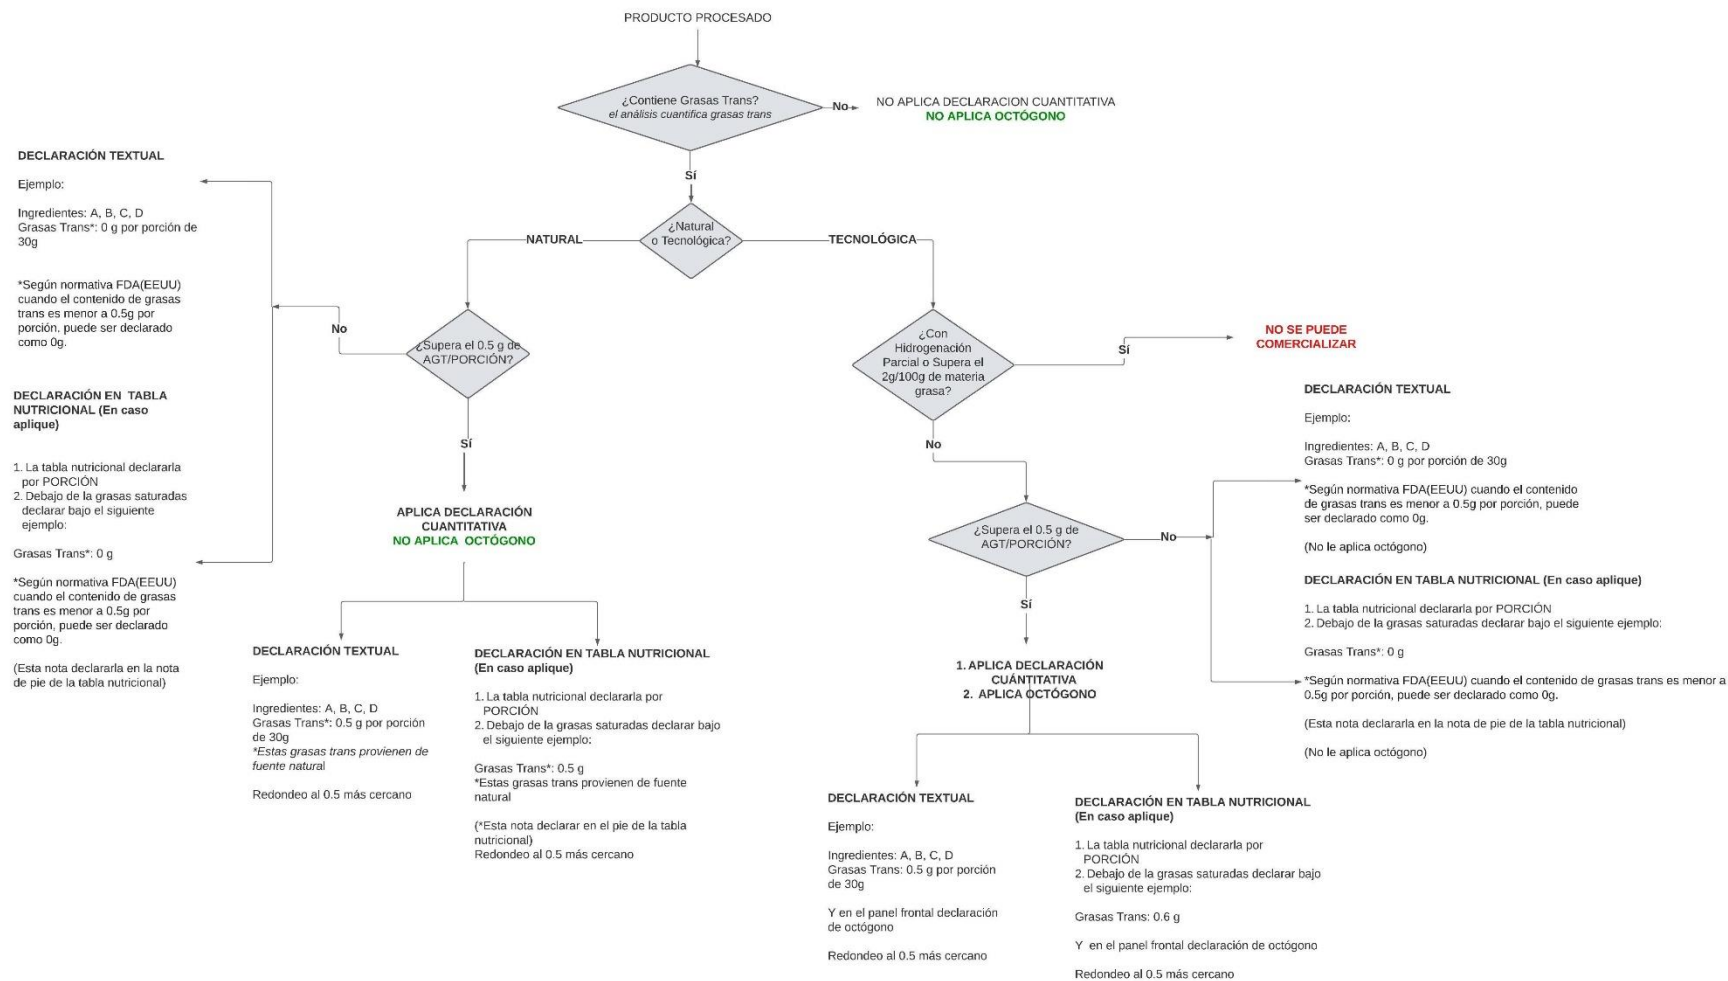 PRODUCTO PROCESADO
¿Contiene Grasas Trans?
el análisis cuantifica grasas trans
No
NO APLICA DECLARACION CUANTITATIVA
NO APLICA OCTÓGONO
Sí
¿Natural
o Tecnológica?
NATURAL
TECNOLÓGICA
DECLARACIÓN TEXTUAL
Ejemplo:
Ingredientes: A, B, C, D
Grasas Trans*: 0 g por porción de
30g
*Según normativa FDA(EEUU)
cuando el contenido de grasas
trans es menor a 0.5g por
porción, puede ser declarado
como 0g.
DECLARACIÓN EN TABLA
NUTRICIONAL (En caso
aplique)
1. La tabla nutricional declararla
por PORCIÓN
2. Debajo de la grasas saturadas
declarar bajo el siguiente
ejemplo:
Grasas Trans*: 0 g
*Según normativa FDA(EEUU)
cuando el contenido de grasas
trans es menor a 0.5g por
porción, puede ser declarado
como 0g.
(Esta nota declararla en la nota
de pie de la tabla nutricional)
No
¿Supera el 0.5 g de
AGT/PORCIÓN?
Sí
APLICA DECLARACIÓN
CUANTITATIVA
NO APLICA OCTÓGONO
DECLARACIÓN TEXTUAL
Ejemplo:
Ingredientes: A, B, C, D
Grasas Trans*: 0.5 g por porción
de 30g
*Estas grasas trans provienen de
fuente natural
Redondeo al 0.5 más cercano
DECLARACIÓN EN TABLA NUTRICIONAL
(En caso aplique)
1. La tabla nutricional declararla por
PORCIÓN
2. Debajo de la grasas saturadas declarar bajo
el siguiente ejemplo:
Grasas Trans*: 0.5 g
*Estas grasas trans provienen de fuente
natural
(*Esta nota declarar en el pie de la tabla
nutricional)
Redondeo al 0.5 más cercano
¿Con
Hidrogenación
Parcial o Supera el
2g/100g de materia
grasa?
Sí
NO SE PUEDE
COMERCIALIZAR
No
¿Supera el 0.5 g de
AGT/PORCIÓN?
No
DECLARACIÓN TEXTUAL
Ejemplo:
Ingredientes: A, B, C, D
Grasas Trans*: 0 g por porción de 30g
*Según normativa FDA(EEUU) cuando el contenido
de grasas trans es menor a 0.5g por porción, puede
ser declarado como 0g.
(No le aplica octógono)
DECLARACIÓN EN TABLA NUTRICIONAL (En caso aplique)
1. La tabla nutricional declararla por PORCIÓN
2. Debajo de la grasas saturadas declarar bajo el siguiente ejemplo:
Grasas Trans*: 0 g
*Según normativa FDA(EEUU) cuando el contenido de grasas trans es menor a
0.5g por porción, puede ser declarado como 0g.
(Esta nota declararla en la nota de pie de la tabla nutricional)
(No le aplica octógono)
Sí
1. APLICA DECLARACIÓN
CUÁNTITATIVA
2. APLICA OCTÓGONO
DECLARACIÓN TEXTUAL
Ejemplo:
Ingredientes: A, B, C, D
Grasas Trans: 0.5 g por porción
de 30g
Y en el panel frontal declaración
de octógono
Redondeo al 0.5 más cercano
DECLARACIÓN EN TABLA NUTRICIONAL
(En caso aplique)
1. La tabla nutricional declararla por
PORCIÓN
2. Debajo de la grasas saturadas declarar bajo
el siguiente ejemplo:
Grasas Trans: 0.6 g
Y en el panel frontal declaración de octógono
Redondeo al 0.5 más cercano